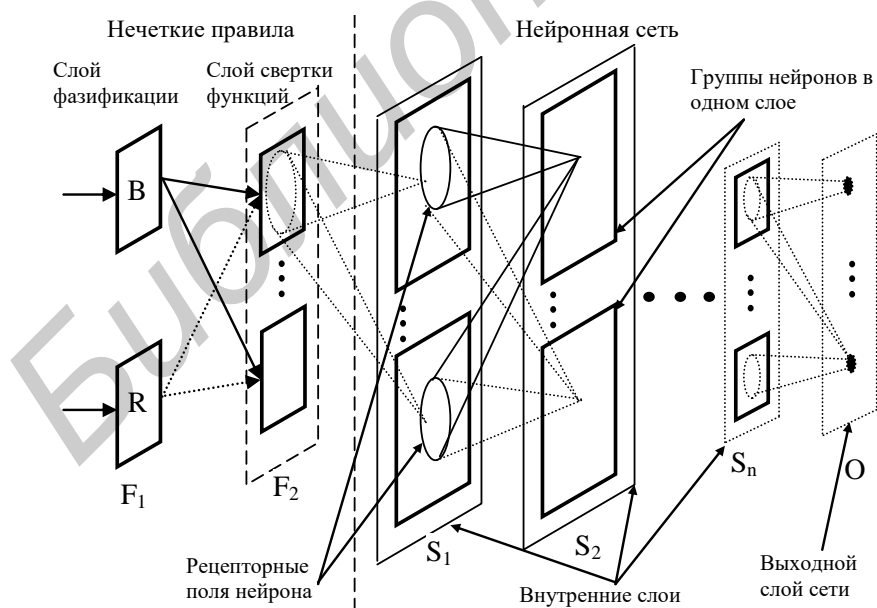 Нечеткие правила
Нейронная сеть
Слой
фазификации
Слой свертки
функций
Группы нейронов в
одном слое
B
R
F1
F2
S1
S2
Sn
O
Рецепторные
поля нейрона
Внутренние слои
Выходной
слой сети